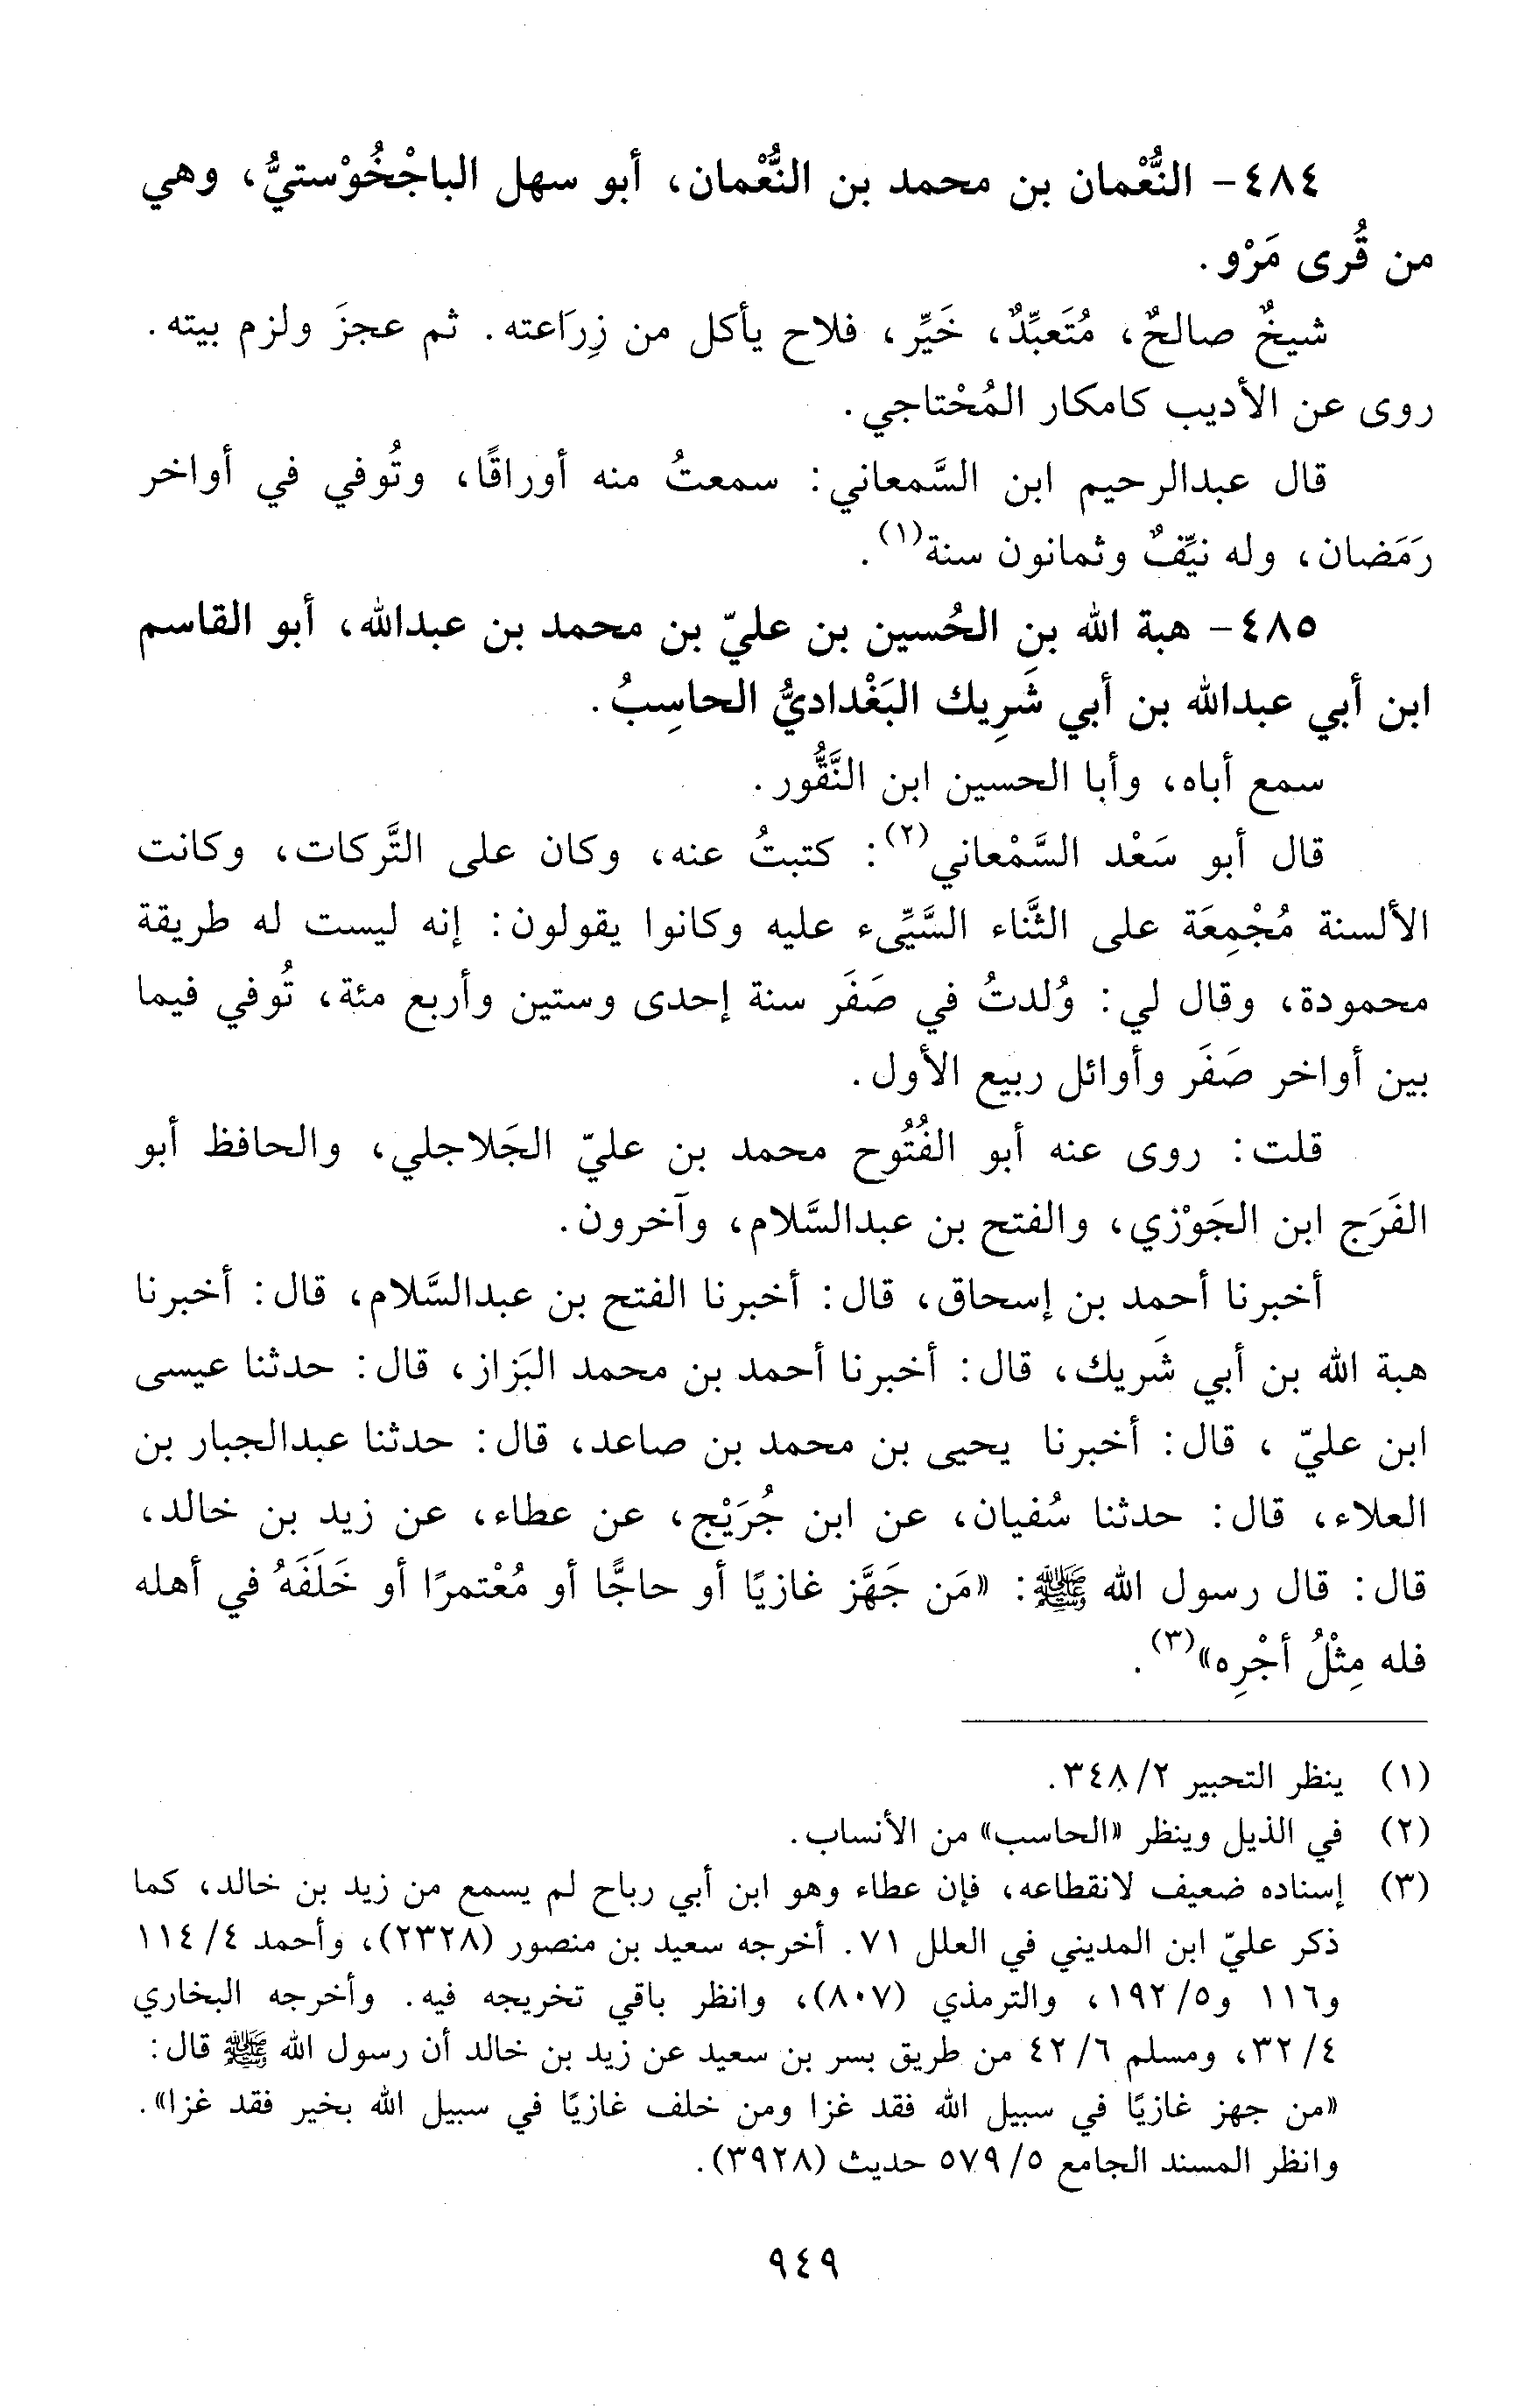 ٤٨٤- النُّعْمان بن محمد بن النُّعْمان، أبو سهل الباجْخُوْستيُّ، وهي
من قُرى مَرْو.
شيخٌ صالحٌ، مُتَعبِّدٌ، خَيِّر، فلاح يأكل من زِرَاعته. ثم عجزَ ولزم بيته.
روى عن الأديب كامكار المُحْتاجي.
قال عبدالرحيم ابن السَّمعاني: سمعتُ منه أوراقًا، وتُوفي في أواخر
رَمَضان، وله نيِّفٌ وثمانون سنة(١).
٤٨٥- هبة الله بن الحُسين بن عليّ بن محمد بن عبدالله، أبو القاسم
ابن أبي عبدالله بن أبي شَرِيك البَغْداديُّ الحاسِبُ.
سمع أباه، وأبا الحسين ابن النَّقُّور.
قال أبو سَعْد السَّمْعاني(٢): كتبتُ عنه، وكان على التَّركات، وكانت
الألسنة مُجْمِعَة على الثَّناء السَّيِّىء عليه وكانوا يقولون: إنه ليست له طريقة
محمودة، وقال لي: وُلدتُ في صَفَر سنة إحدى وستين وأربع مئة، تُوفي فيما
بين أواخر صَفَر وأوائل ربيع الأول.
قلت: روى عنه أبو الفُتُوح محمد بن عليّ الجَلاجلي، والحافظ أبو
الفَرَج ابن الجَوْزي، والفتح بن عبدالسَّلام، وآخرون.
أخبرنا أحمد بن إسحاق، قال: أخبرنا الفتح بن عبدالسَّلام، قال: أخبرنا
هبة الله بن أبي شَريك، قال: أخبرنا أحمد بن محمد البَزاز، قال: حدثنا عيسى
ابن عليّ ، قال: أخبرنا يحيى بن محمد بن صاعد، قال: حدثنا عبدالجبار بن
العلاء، قال: حدثنا سُفيان، عن ابن جُرَيْج، عن عطاء، عن زيد بن خالد،
قال: قال رسول الله ﷺ: «مَن جَهَّز غازيًا أو حاجًّا أو مُعْتمرًا أو خَلَفَهُ في أهله
فله مِثْلُ أجْرِه»(٣).
(١) ينظر التحبير ٢/ ٣٤٨.
(٢) في الذيل وينظر «الحاسب» من الأنساب.
(٣) إسناده ضعيف لانقطاعه، فإن عطاء وهو ابن أبي رباح لم يسمع من زيد بن خالد، كما
ذكر عليّ ابن المديني في العلل ٧١. أخرجه سعيد بن منصور (٢٣٢٨)، وأحمد ٤/ ١١٤
و١١٦ و٥/ ١٩٢، والترمذي (٨٠٧)، وانظر باقي تخريجه فيه. وأخرجه البخاري
٤/ ٣٢، ومسلم ٦/ ٤٢ من طريق بسر بن سعيد عن زيد بن خالد أن رسول الله ﷺ قال:
«من جهز غازيًا في سبيل الله فقد غزا ومن خلف غازيًا في سبيل الله بخير فقد غزا».
وانظر المسند الجامع ٥/ ٥٧٩ حديث (٣٩٢٨).
٩٤٩